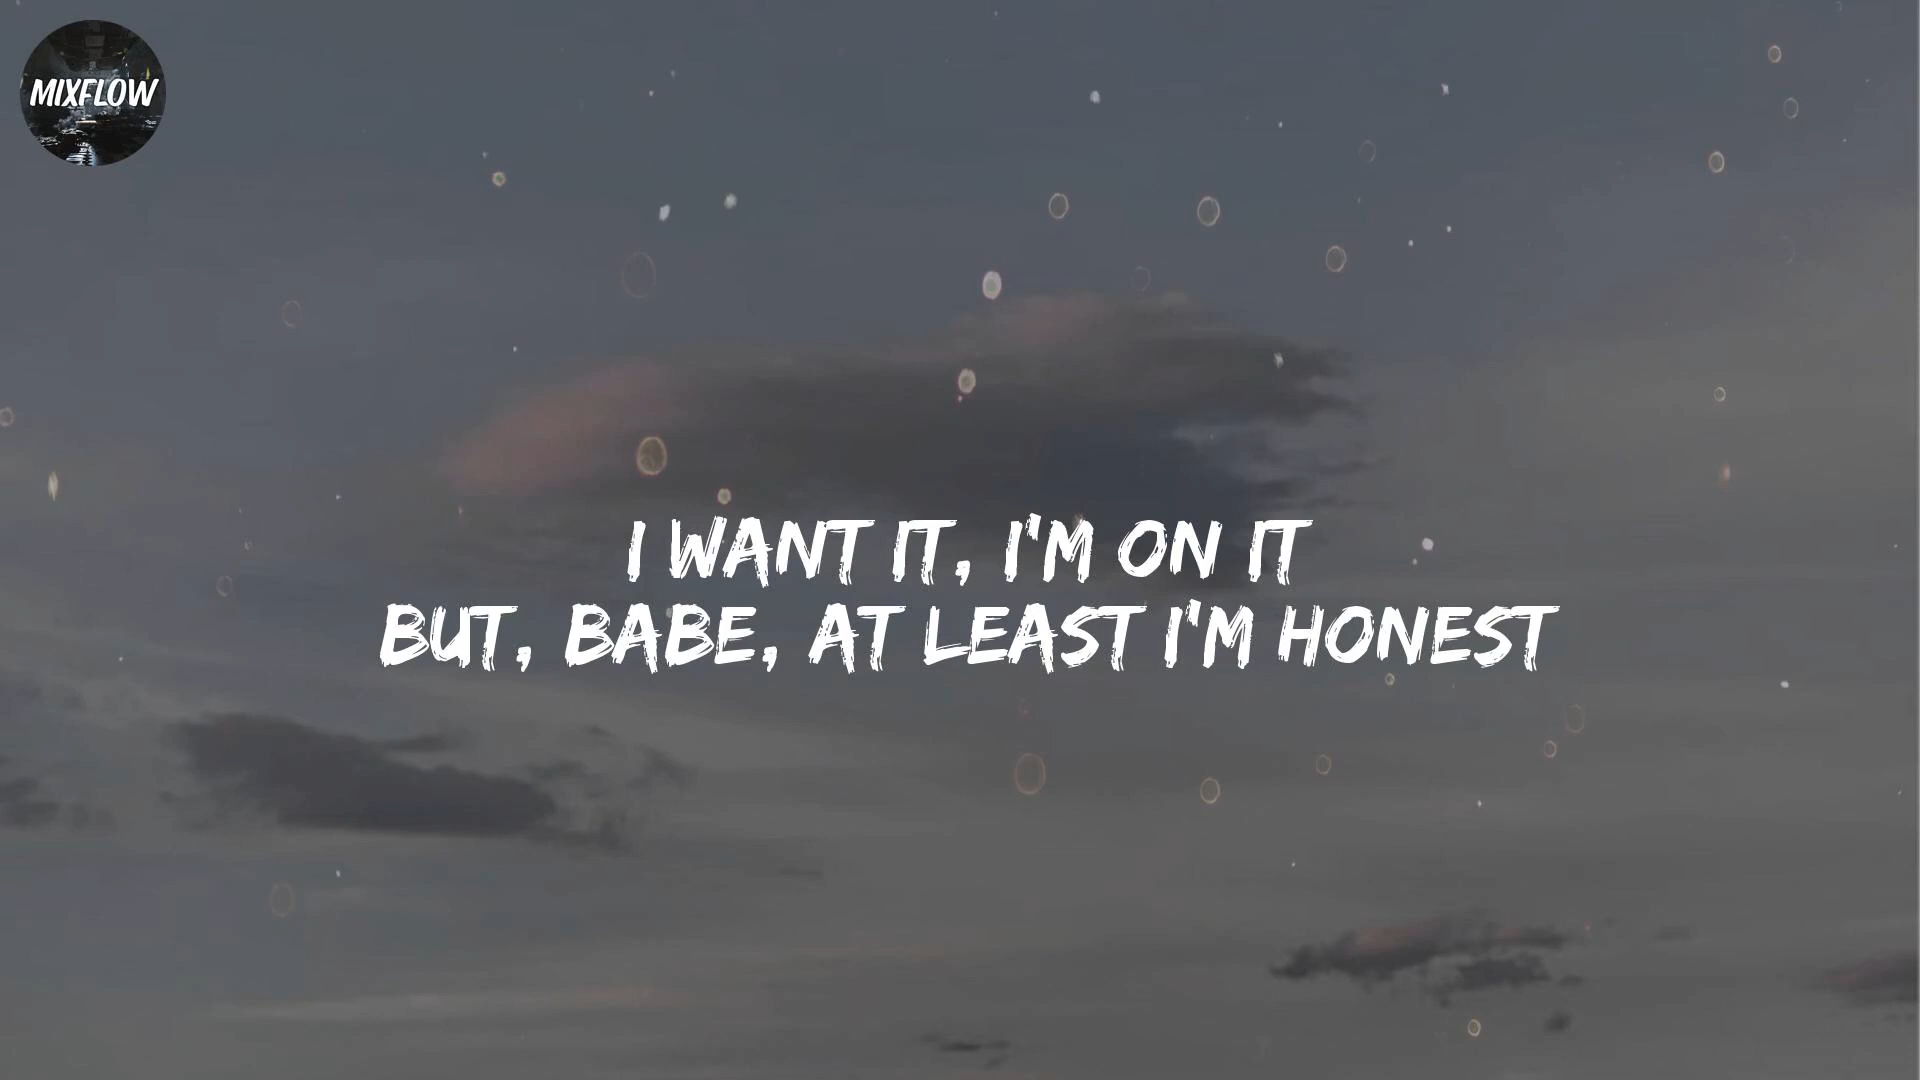 MIXFLOW
I WANT IT, I'M ON IT
BUT, BABE, AT LEAST I'M HONEST